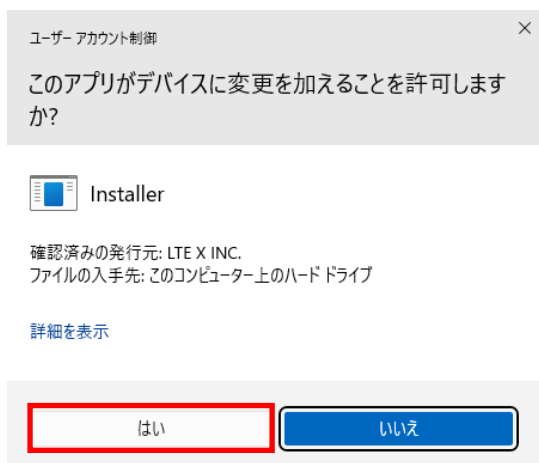 ユーザー アカウント制御
このアプリがデバイスに変更を加えることを許可します
か?
Installer
確認済みの発行元: LTE X INC.
ファイルの入手先: このコンピューター上のハード ドライブ
詳細を表示
はい
いいえ